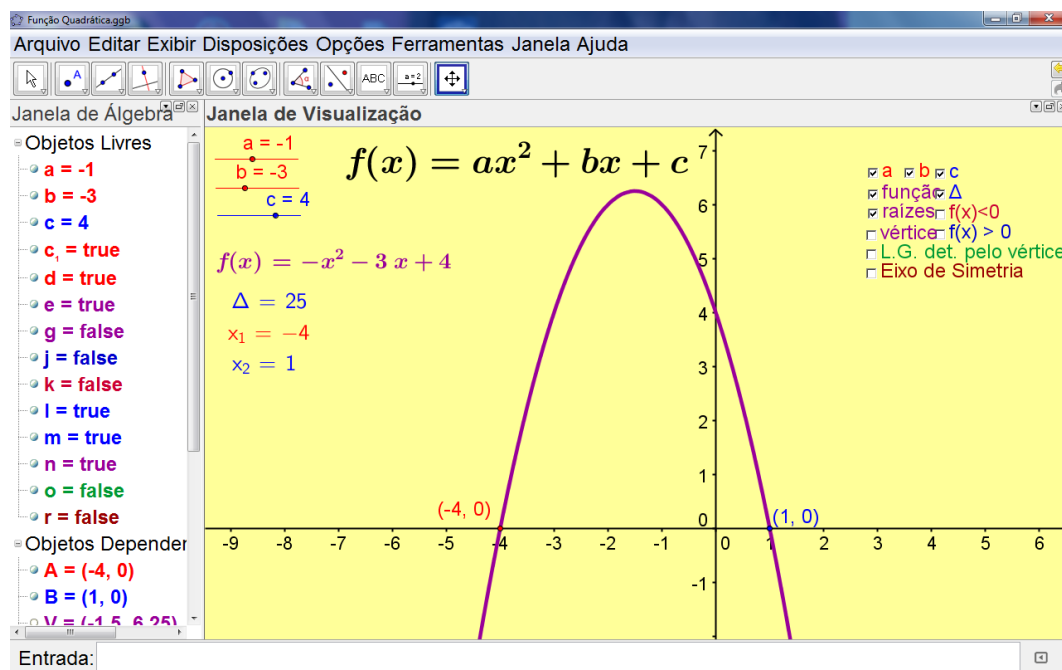 Função Quadrática.ggb
Arquivo Editar Exibir Disposições Opções Ferramentas Janela Ajuda
A
ABC
a=2
Janela de Álgebra
Janela de Visualização
Objetos Livres
a = -1
b = -3
c = 4
c₁ = true
d = true
e = true
g = false
j = false
k = false
l = true
m = true
n = true
o = false
r = false
Objetos Depender
A = (-4, 0)
B = (1, 0)
V = (-1.5, 6.25)
a = -1
b = -3
c = 4
f(x) = ax² + bx + c
f(x) = −x² − 3 x + 4
Δ = 25
x₁ = −4
x₂ = 1
a b c
função Δ
raízes f(x)<0
vértice f(x) > 0
L.G. det. pelo vértice
Eixo de Simetria
7
6
5
4
3
2
1
0
-1
(-4, 0)
(1, 0)
-9 -8 -7 -6 -5 -4 -3 -2 -1 0 1 2 3 4 5 6
Entrada: